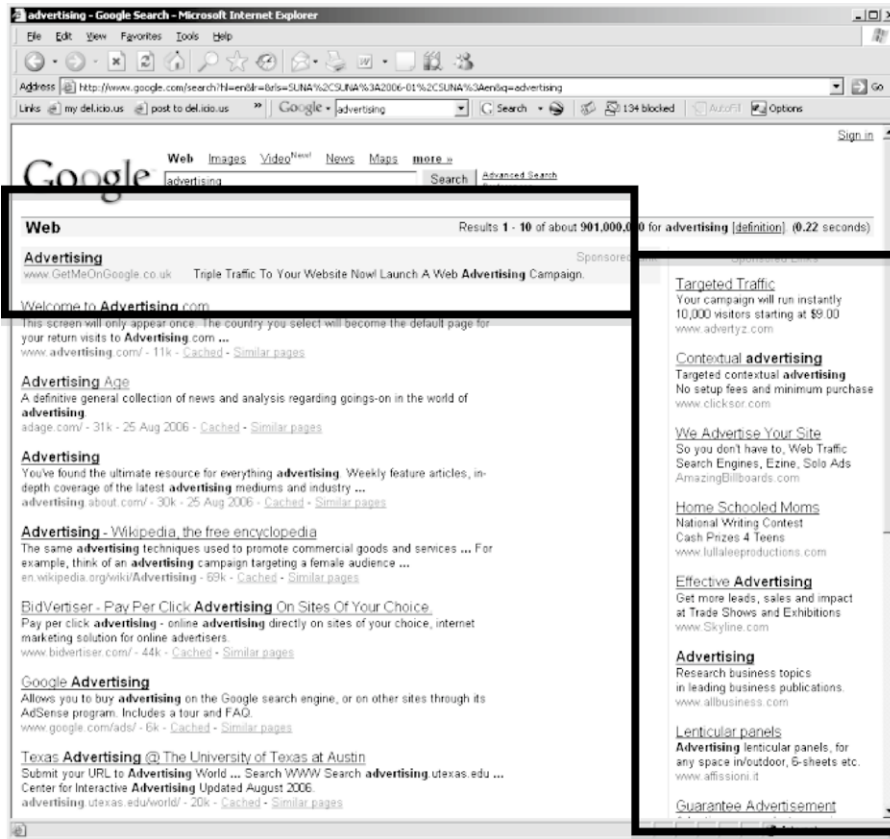 advertising - Google Search - Microsoft Internet Explorer
File Edit View Favorites Tools Help
Address http://www.google.com/search?hl=en&lr=&rls=SUNA%2CSUNA%3A2006-01%2CSUNA%3Aen&q=advertising Go
Links my del.icio.us post to del.icio.us » Google advertising Search 134 blocked AutoFill Options
Sign in
Web Images Video New! News Maps more »
Google advertising Search Advanced Search
Web Results 1 - 10 of about 901,000,000 for advertising [definition]. (0.22 seconds)
Advertising Sponsored
www.GetMeOnGoogle.co.uk Triple Traffic To Your Website Now! Launch A Web Advertising Campaign.
Welcome to Advertising.com
This screen will only appear once. The country you select will become the default page for
your return visits to Advertising.com ...
www.advertising.com/ - 11k - Cached - Similar pages
Advertising Age
A definitive general collection of news and analysis regarding goings-on in the world of
advertising.
adage.com/ - 31k - 25 Aug 2006 - Cached - Similar pages
Advertising
You've found the ultimate resource for everything advertising. Weekly feature articles, in-
depth coverage of the latest advertising mediums and industry ...
advertising.about.com/ - 30k - 25 Aug 2006 - Cached - Similar pages
Advertising - Wikipedia, the free encyclopedia
The same advertising techniques used to promote commercial goods and services ... For
example, think of an advertising campaign targeting a female audience ...
en.wikipedia.org/wiki/Advertising - 69k - Cached - Similar pages
BidVertiser - Pay Per Click Advertising On Sites Of Your Choice.
Pay per click advertising - online advertising directly on sites of your choice, internet
marketing solution for online advertisers.
www.bidvertiser.com/ - 44k - Cached - Similar pages
Google Advertising
Allows you to buy advertising on the Google search engine, or on other sites through its
AdSense program. Includes a tour and FAQ.
www.google.com/ads/ - 6k - Cached - Similar pages
Texas Advertising @ The University of Texas at Austin
Submit your URL to Advertising World ... Search WWW Search advertising.utexas.edu ...
Center for Interactive Advertising Updated August 2006.
advertising.utexas.edu/world/ - 20k - Cached - Similar pages
Sponsored Links
Targeted Traffic
Your campaign will run instantly
10,000 visitors starting at $9.00
www.advertyz.com
Contextual advertising
Targeted contextual advertising
No setup fees and minimum purchase
www.clicksor.com
We Advertise Your Site
So you don't have to, Web Traffic
Search Engines, Ezine, Solo Ads
AmazingBillboards.com
Home Schooled Moms
National Writing Contest
Cash Prizes 4 Teens
www.lullaleeproductions.com
Effective Advertising
Get more leads, sales and impact
at Trade Shows and Exhibitions
www.Skyline.com
Advertising
Research business topics
in leading business publications.
www.allbusiness.com
Lenticular panels
Advertising lenticular panels, for
any space in/outdoor, 6-sheets etc.
www.affissioni.it
Guarantee Advertisement